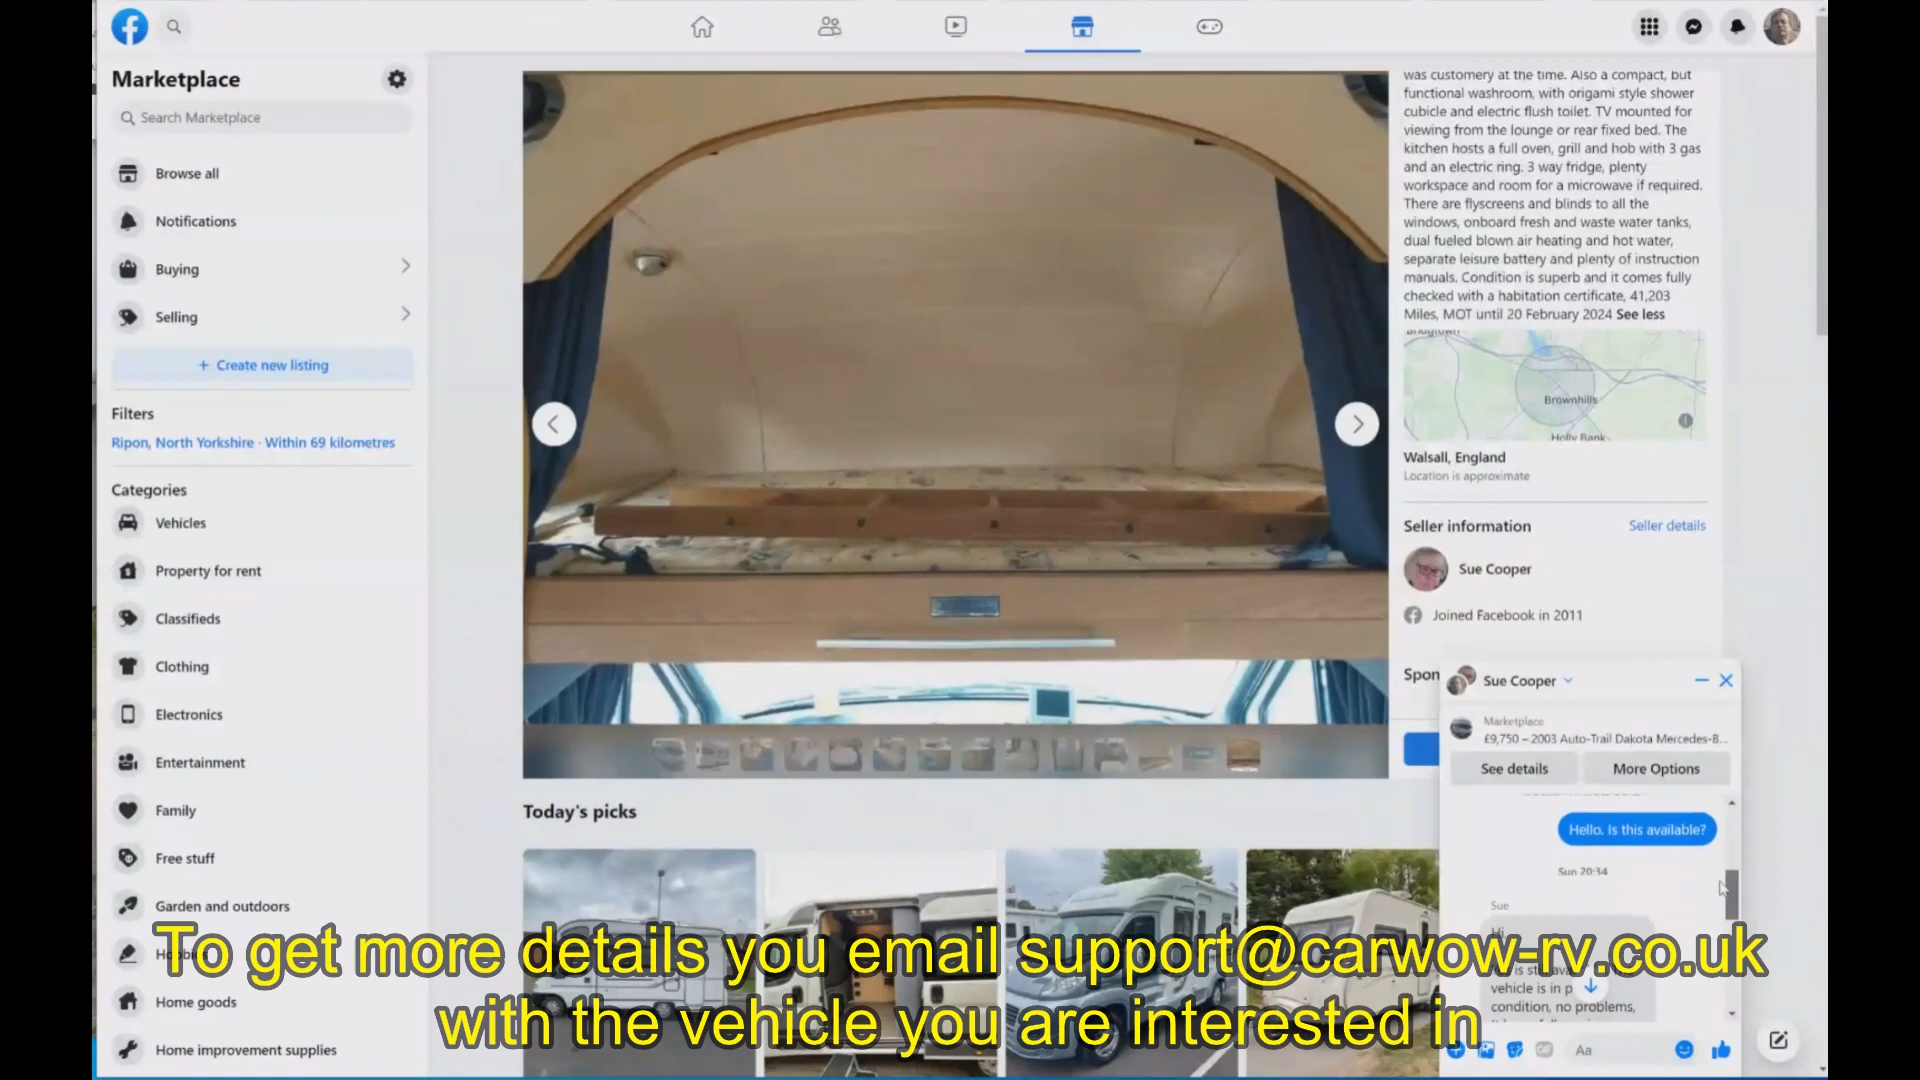 Marketplace
Search Marketplace
Browse all
Notifications
Buying
Selling
+ Create new listing
Filters
Ripon, North Yorkshire · Within 69 kilometres
Categories
Vehicles
Property for rent
Classifieds
Clothing
Electronics
Entertainment
Family
Free stuff
Garden and outdoors
Home goods
Home improvement supplies
Today's picks
was customery at the time. Also a compact, but
functional washroom, with origami style shower
cubicle and electric flush toilet. TV mounted for
viewing from the lounge or rear fixed bed. The
kitchen hosts a full oven, grill and hob with 3 gas
and an electric ring. 3 way fridge, plenty
workspace and room for a microwave if required.
There are flyscreens and blinds to all the
windows, onboard fresh and waste water tanks,
dual fueled blown air heating and hot water,
separate leisure battery and plenty of instruction
manuals. Condition is superb and it comes fully
checked with a habitation certificate, 41,203
Miles, MOT until 20 February 2024 See less
Brownhills
Holly Bank
Walsall, England
Location is approximate
Seller information
Seller details
Sue Cooper
Joined Facebook in 2011
Spon
Sue Cooper
Marketplace
£9,750 – 2003 Auto-Trail Dakota Mercedes-B...
See details
More Options
Hello. Is this available?
Sun 20:34
Sue
Hi
vehicle is in p
condition, no problems,
Aa
To get more details you email support@carwow-rv.co.uk
with the vehicle you are interested in